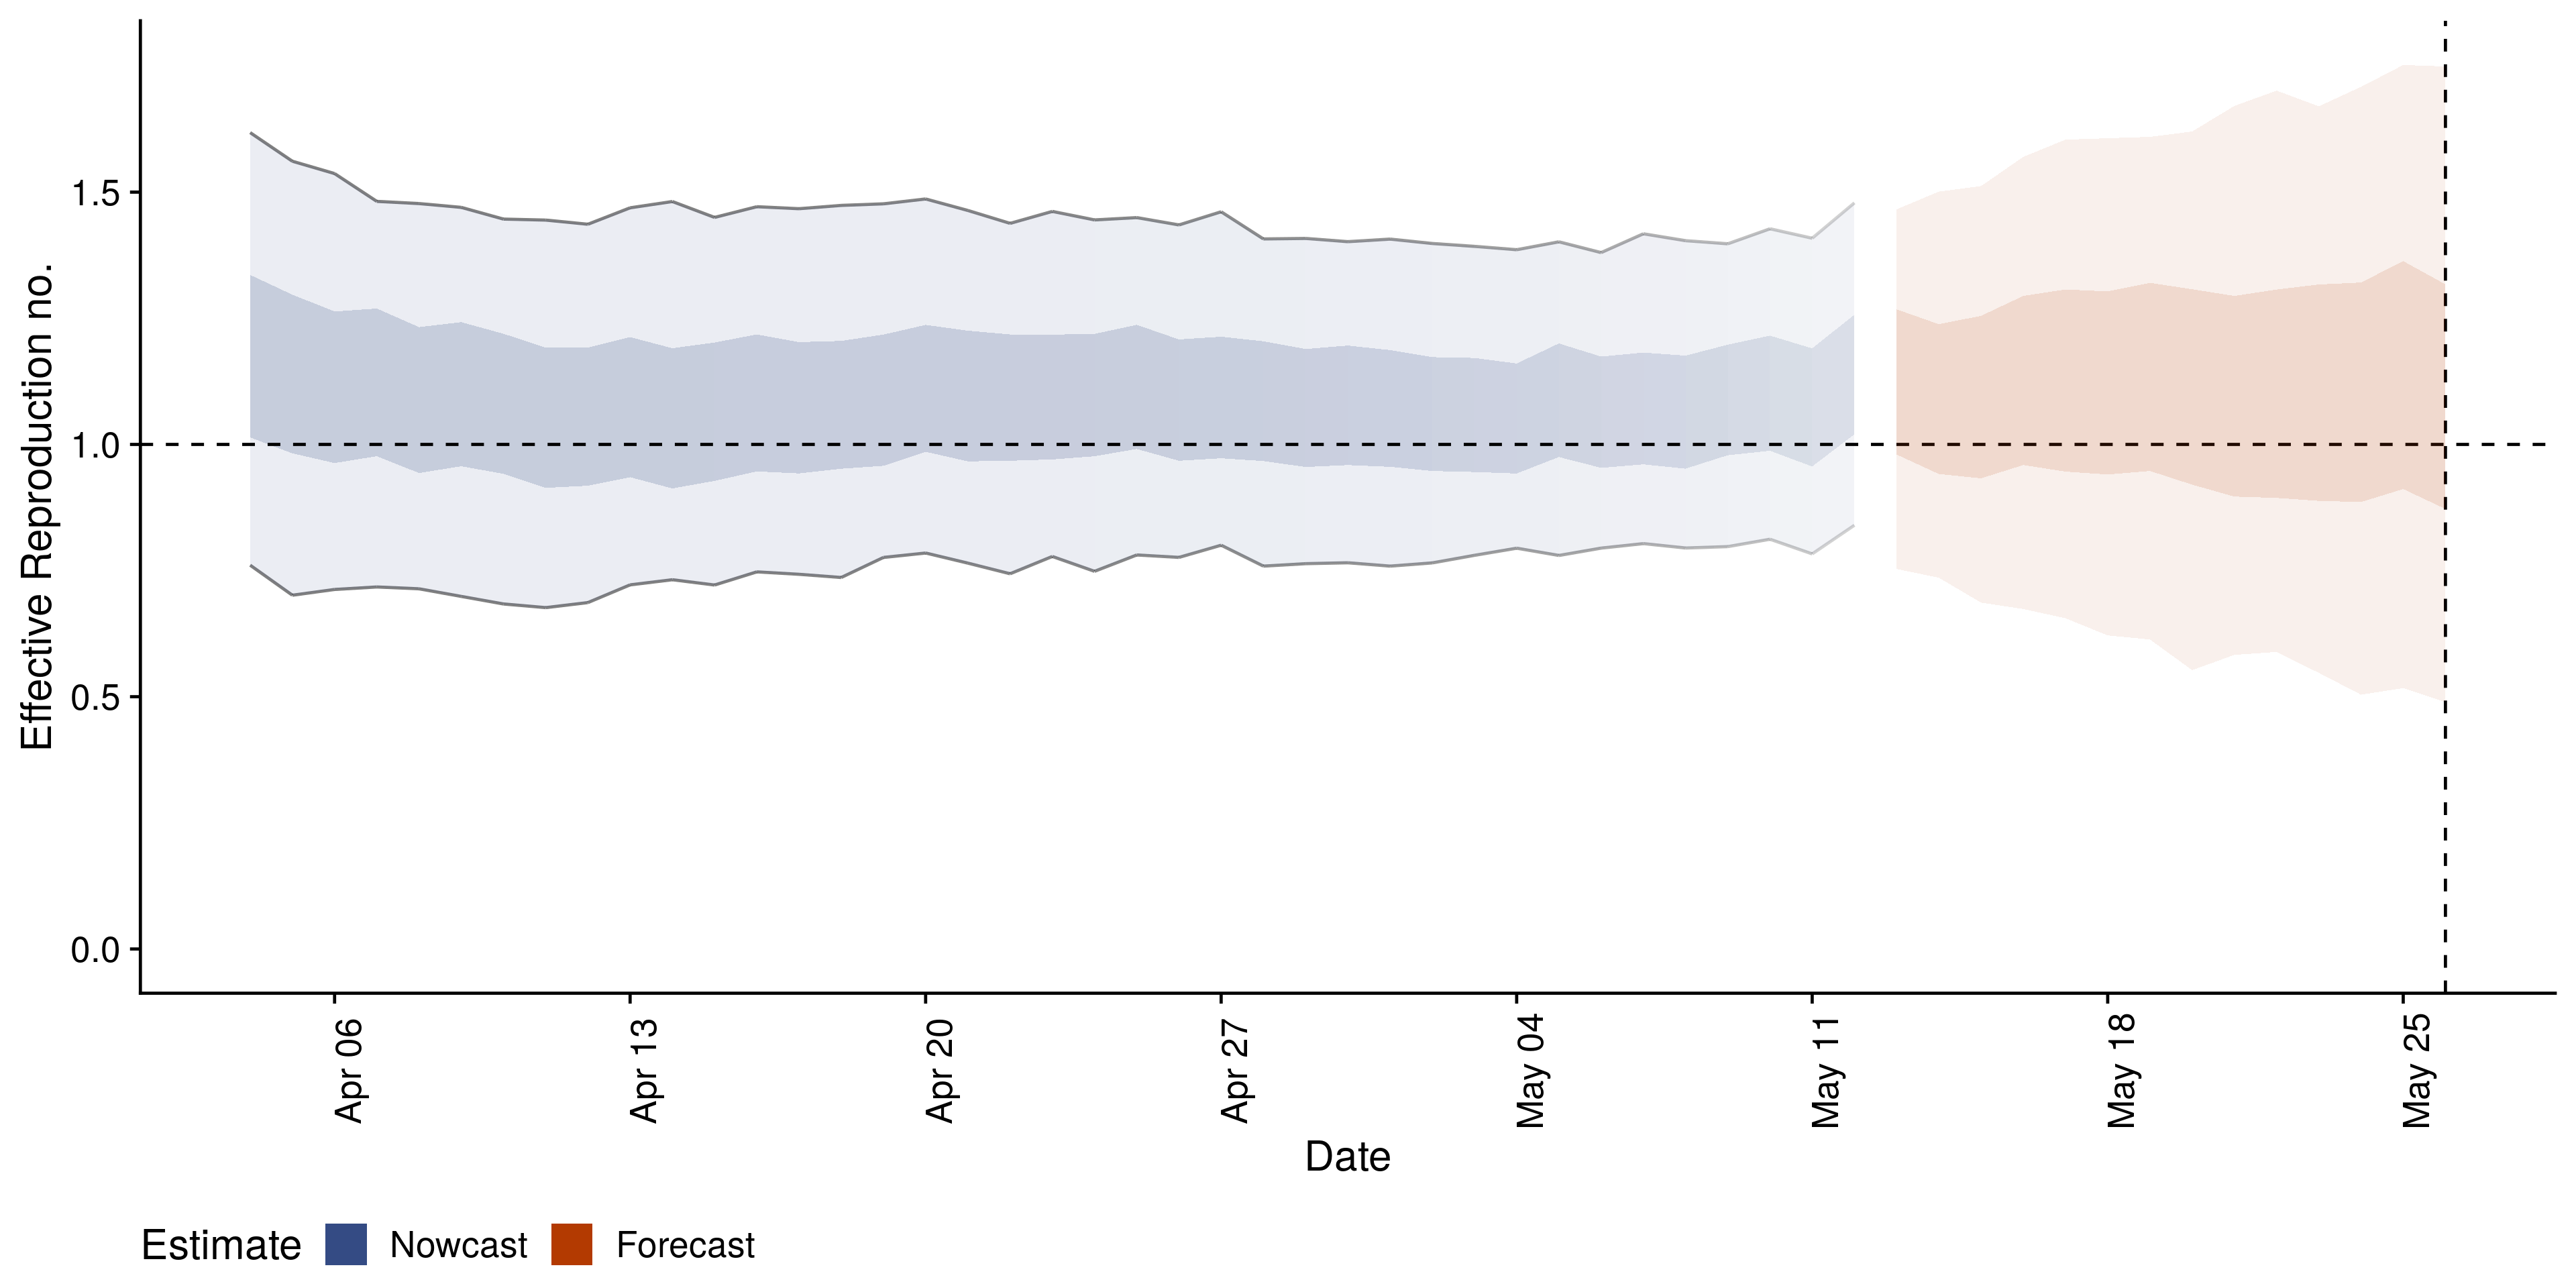 Effective Reproduction no.
1.5
1.0
0.5
0.0
Apr 06
Apr 13
Apr 20
Apr 27
May 04
May 11
May 18
May 25
Date
Estimate Nowcast Forecast